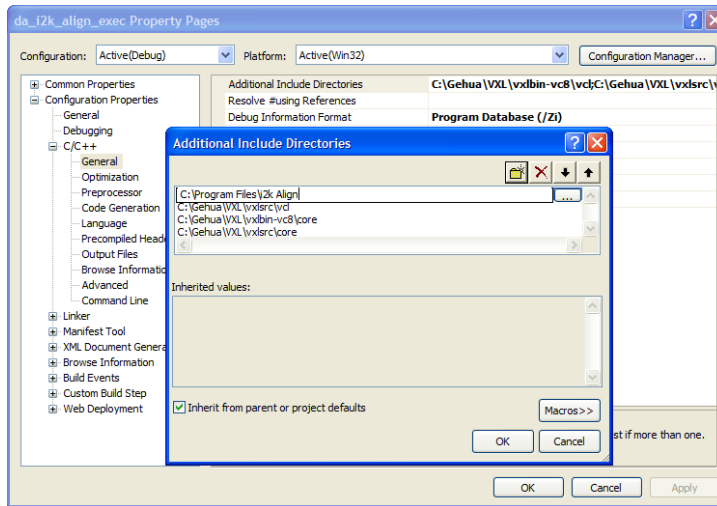 da_i2k_align_exec Property Pages
Configuration: Active(Debug) Platform: Active(Win32) Configuration Manager...
Common Properties
Configuration Properties
General
Debugging
C/C++
General
Optimization
Preprocessor
Code Generation
Language
Precompiled Heade
Output Files
Browse Informatio
Advanced
Command Line
Linker
Manifest Tool
XML Document Genera
Browse Information
Build Events
Custom Build Step
Web Deployment
Additional Include Directories C:\Gehua\VXL\vxlbin-vc8\vcl;C:\Gehua\VXL\vxlsrc\v
Resolve #using References
Debug Information Format Program Database (/Zi)
Additional Include Directories
C:\Program Files\i2k Align
...
C:\Gehua\VXL\vxlsrc\vcl
C:\Gehua\VXL\vxlbin-vc8\core
C:\Gehua\VXL\vxlsrc\core
Inherited values:
Inherit from parent or project defaults
Macros>>
OK Cancel
st if more than one.
OK Cancel Apply